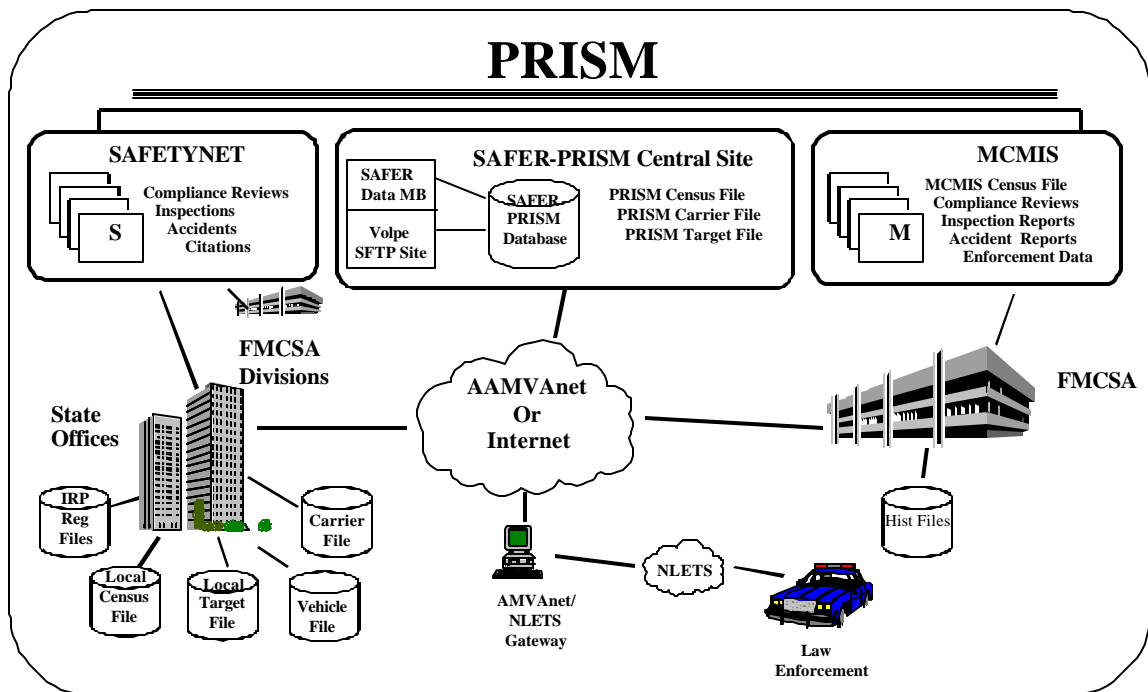 PRISM
SAFETYNET
S
Compliance Reviews
Inspections
Accidents
Citations
SAFER-PRISM Central Site
SAFER
Data MB
Volpe
SFTP Site
SAFER
PRISM
Database
PRISM Census File
PRISM Carrier File
PRISM Target File
MCMIS
M
MCMIS Census File
Compliance Reviews
Inspection Reports
Accident Reports
Enforcement Data
FMCSA
Divisions
State
Offices
AAMVAnet
Or
Internet
FMCSA
IRP
Reg
Files
Local
Census
File
Local
Target
File
Vehicle
File
Carrier
File
Hist Files
NLETS
AMVAnet/
NLETS
Gateway
Law
Enforcement